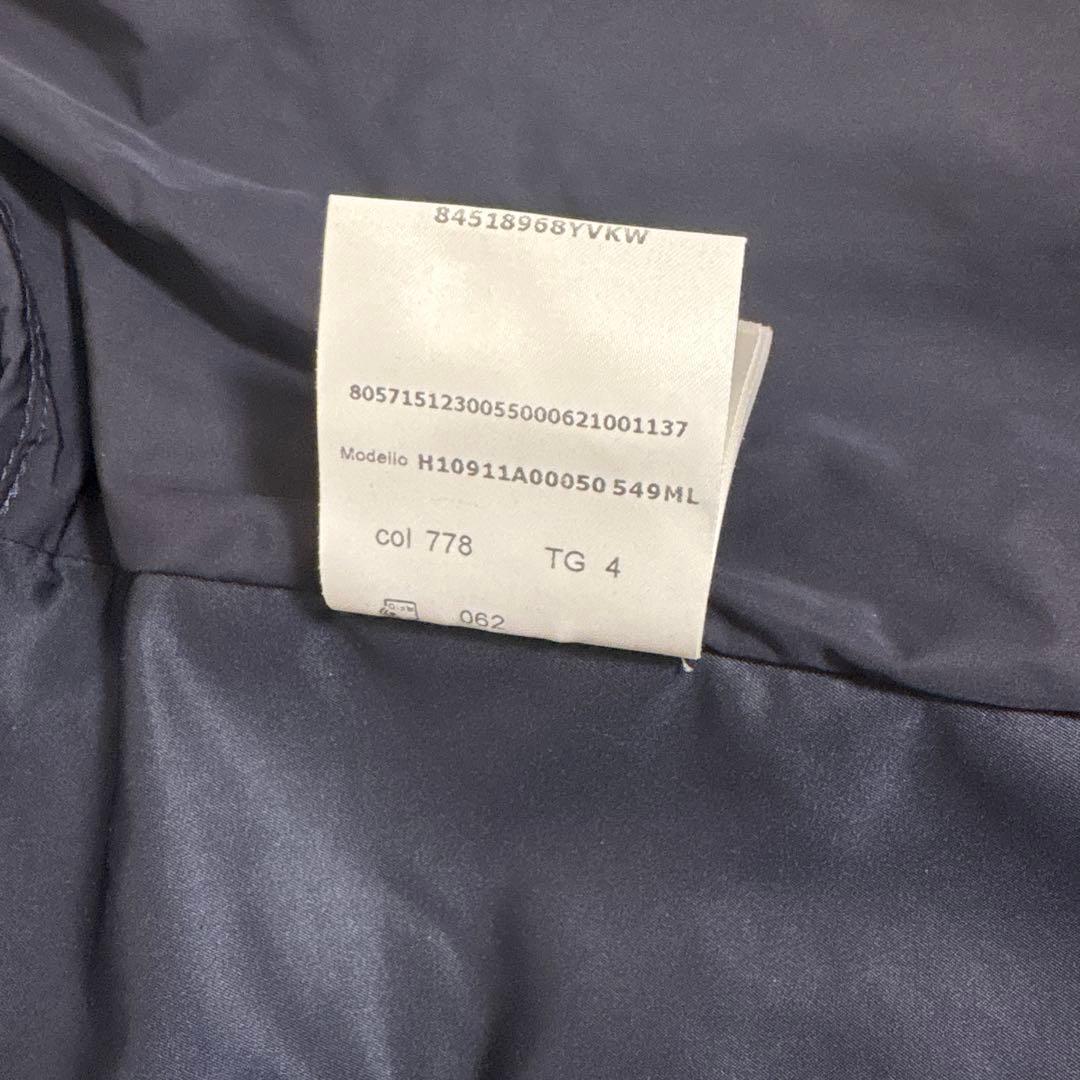 84518968YVKW
8057151230055000621001137
Modello H10911A00050 549ML
col 778 TG 4
062